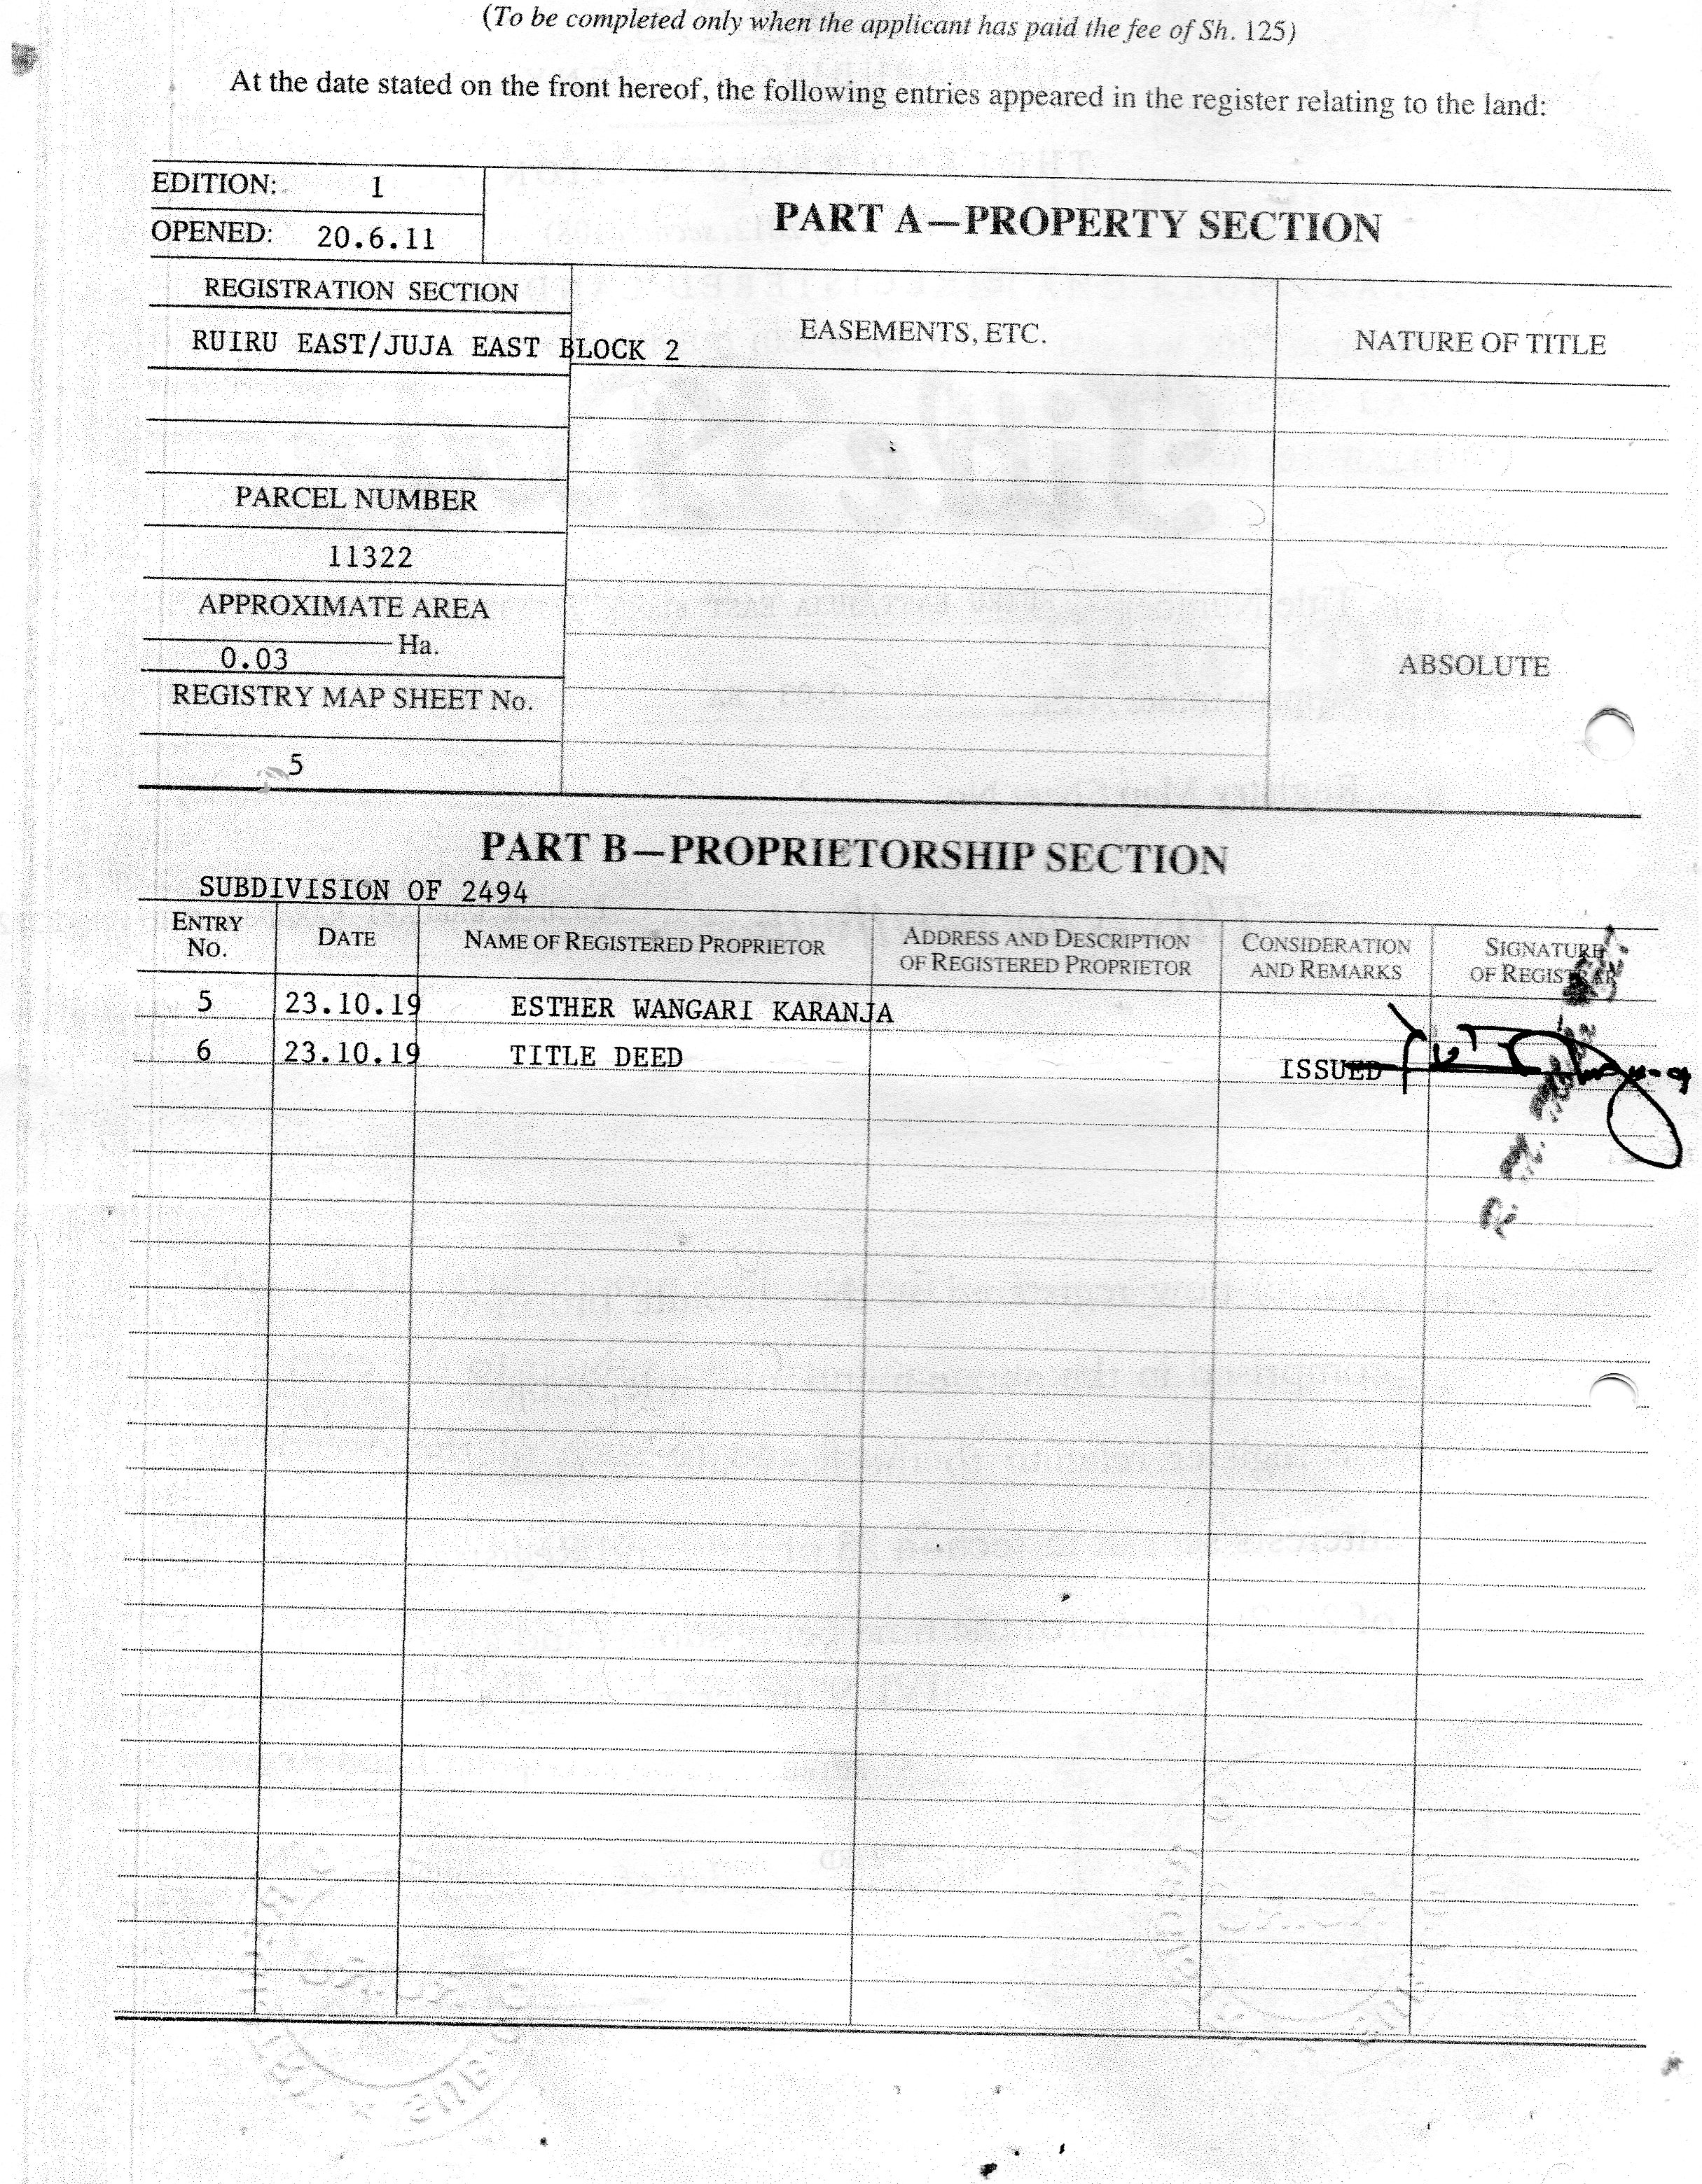 (To be completed only when the applicant has paid the fee of Sh. 125)
At the date stated on the front hereof, the following entries appeared in the register relating to the land:
EDITION: 1
OPENED: 20.6.11
PART A—PROPERTY SECTION
REGISTRATION SECTION
RUIRU EAST/JUJA EAST BLOCK 2
EASEMENTS, ETC.
NATURE OF TITLE
PARCEL NUMBER
11322
APPROXIMATE AREA
0.03 Ha.
REGISTRY MAP SHEET No.
5
ABSOLUTE
PART B—PROPRIETORSHIP SECTION
SUBDIVISION OF 2494
ENTRY No.
DATE
NAME OF REGISTERED PROPRIETOR
ADDRESS AND DESCRIPTION
OF REGISTERED PROPRIETOR
CONSIDERATION
AND REMARKS
SIGNATURE
OF REGISTRAR
5 23.10.19 ESTHER WANGARI KARANJA
6 23.10.19 TITLE DEED ISSUED